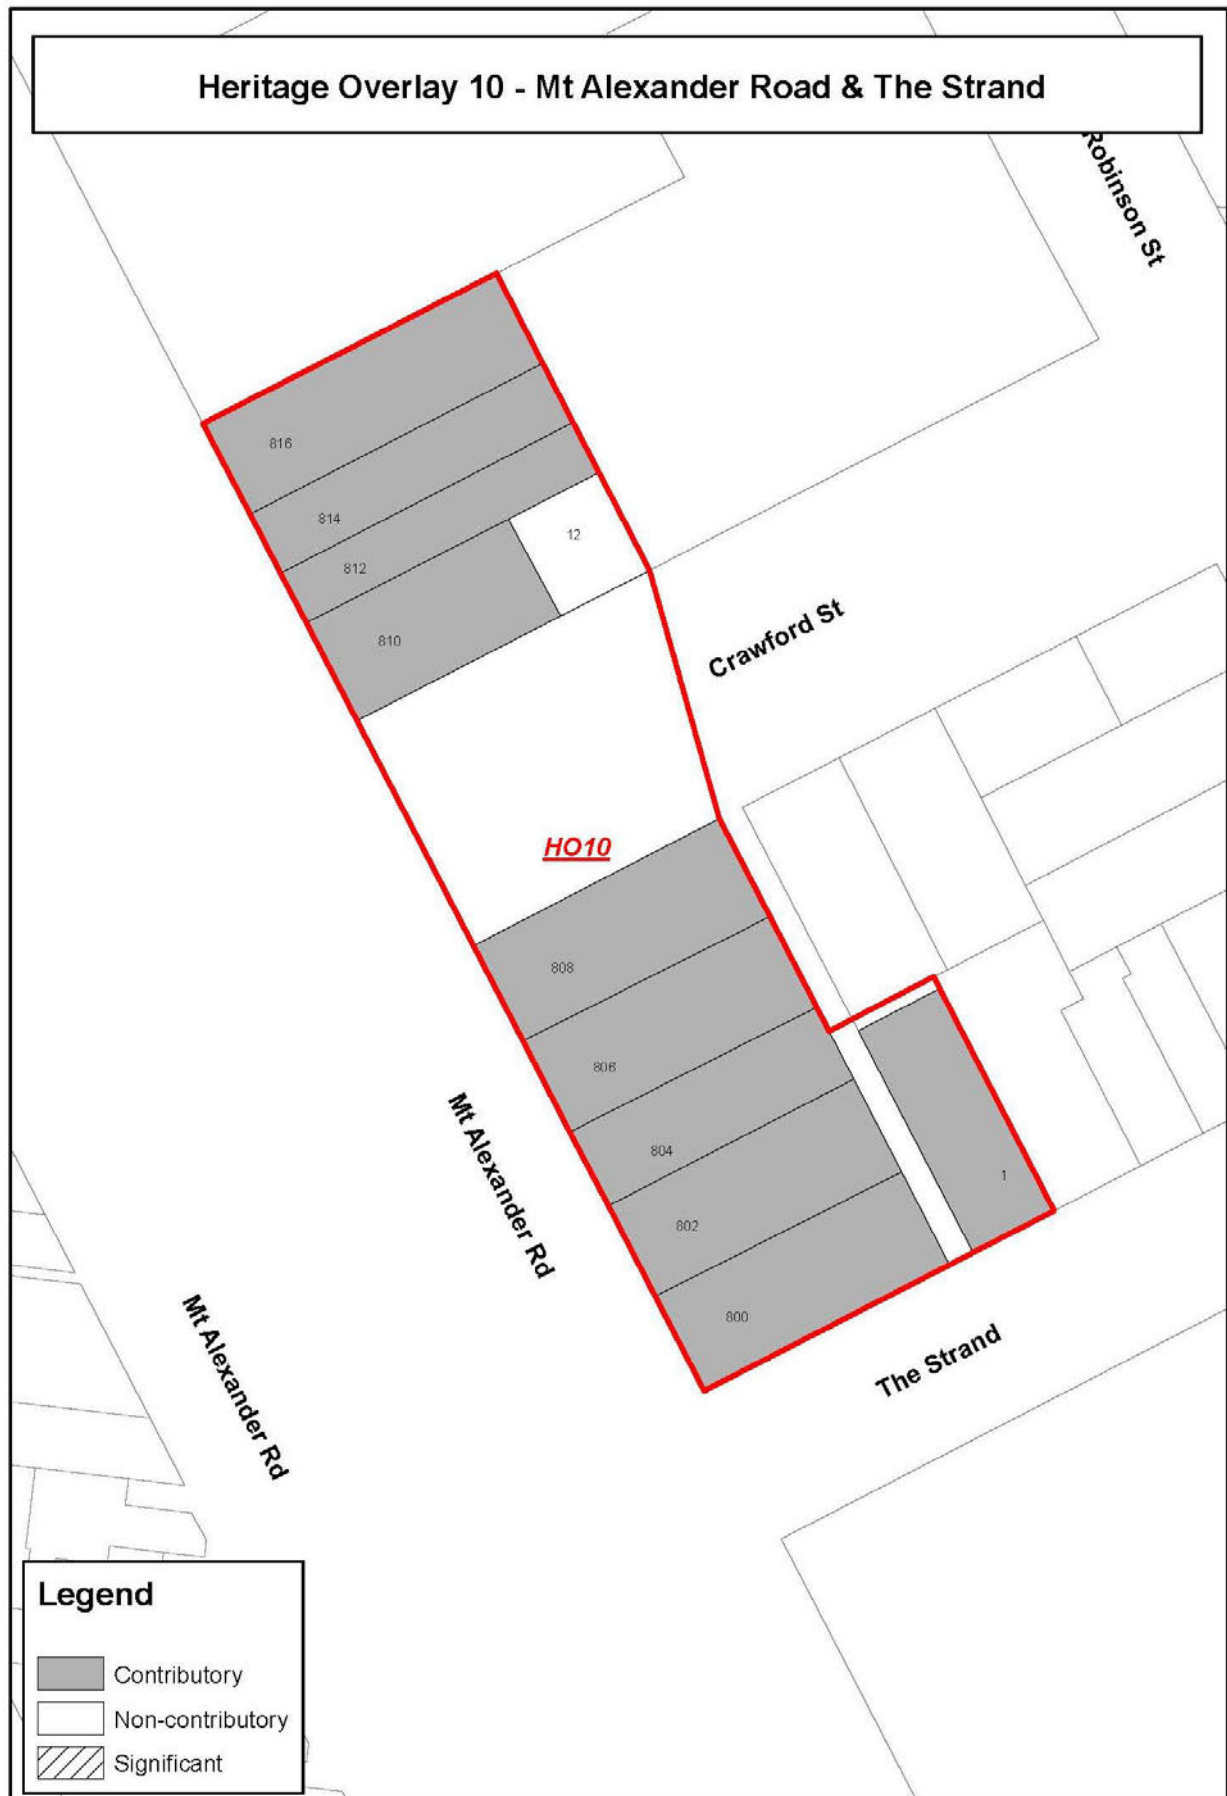 Heritage Overlay 10 - Mt Alexander Road & The Strand
Robinson St
816
814
12
812
810
Crawford St
HO10
808
806
804
Mt Alexander Rd
1
802
800
Mt Alexander Rd
The Strand
Legend
Contributory
Non-contributory
Significant